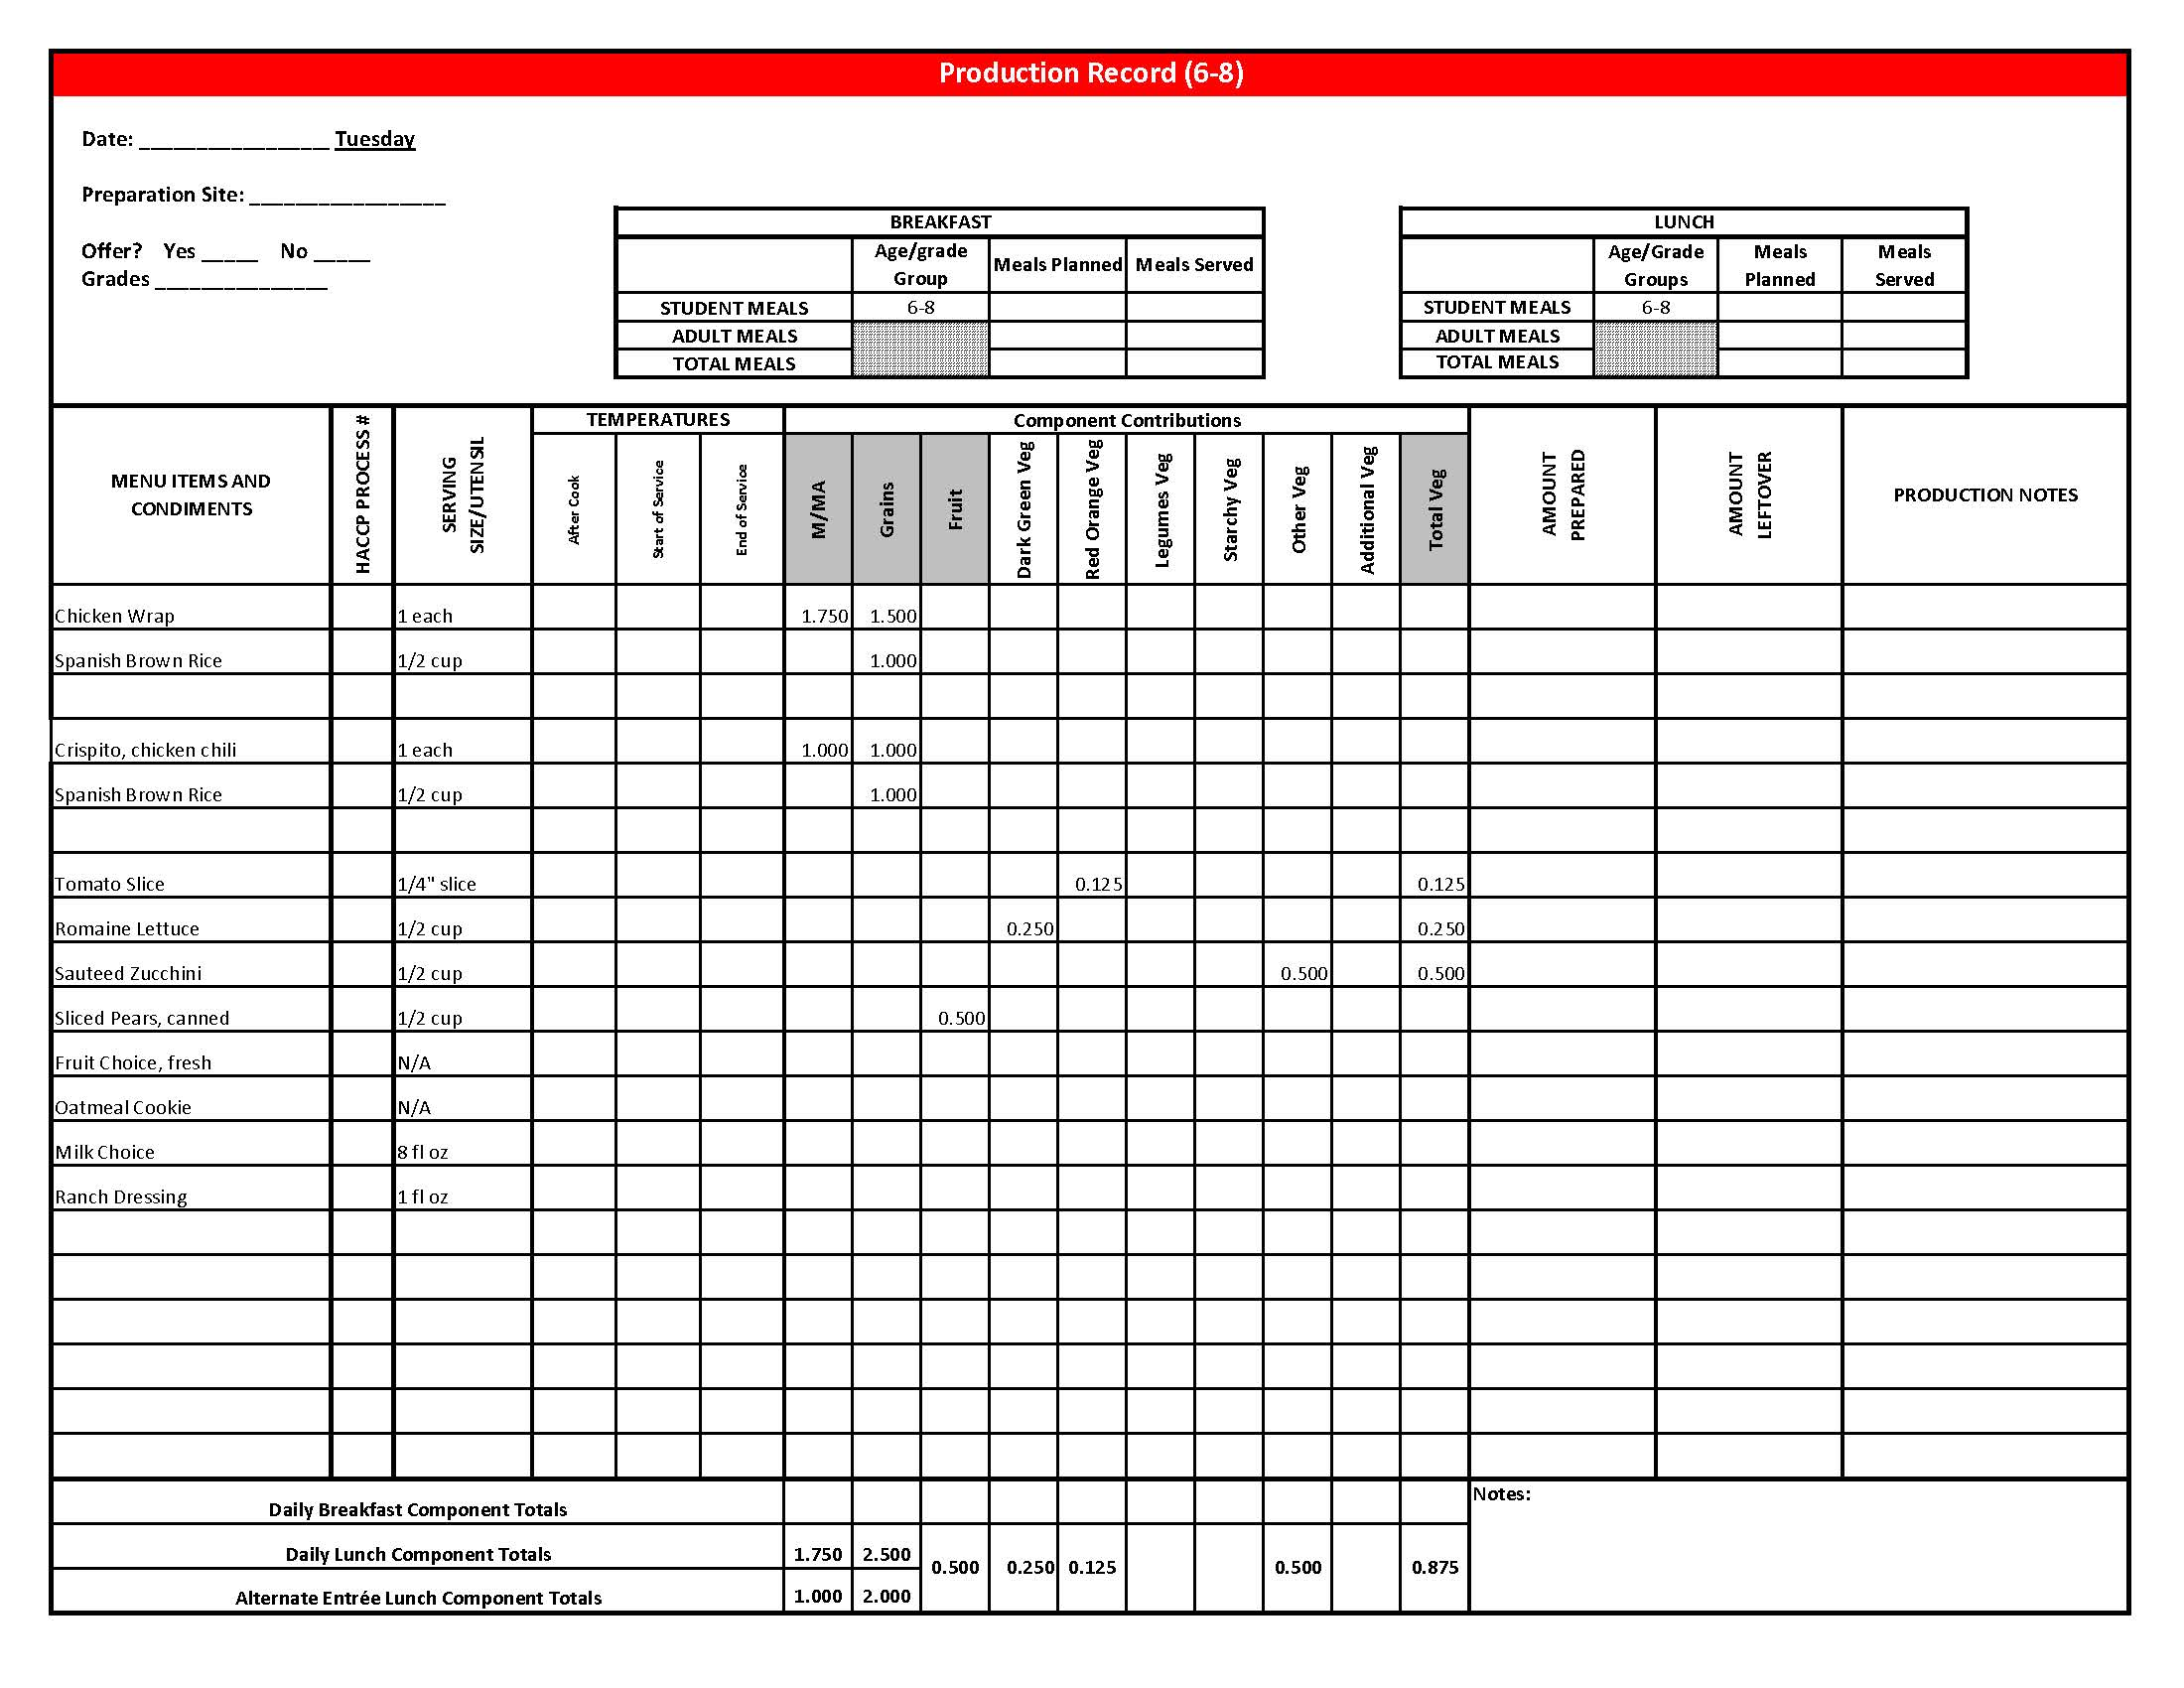 Production Record (6-8)
Date: _________________ Tuesday
Preparation Site: _________________
Offer? Yes _____ No _____
Grades _______________
BREAKFAST
Age/grade Group
Meals Planned
Meals Served
STUDENT MEALS 6-8
ADULT MEALS
TOTAL MEALS
LUNCH
Age/Grade Groups
Meals Planned
Meals Served
STUDENT MEALS 6-8
ADULT MEALS
TOTAL MEALS
MENU ITEMS AND CONDIMENTS
HACCP PROCESS #
SERVING SIZE/UTENSIL
TEMPERATURES
After Cook
Start of Service
End of Service
Component Contributions
M/MA
Grains
Fruit
Dark Green Veg
Red Orange Veg
Legumes Veg
Starchy Veg
Other Veg
Additional Veg
Total Veg
AMOUNT PREPARED
AMOUNT LEFTOVER
PRODUCTION NOTES
Chicken Wrap 1 each 1.750 1.500
Spanish Brown Rice 1/2 cup 1.000
Crispito, chicken chili 1 each 1.000 1.000
Spanish Brown Rice 1/2 cup 1.000
Tomato Slice 1/4" slice 0.125 0.125
Romaine Lettuce 1/2 cup 0.250 0.250
Sauteed Zucchini 1/2 cup 0.500 0.500
Sliced Pears, canned 1/2 cup 0.500
Fruit Choice, fresh N/A
Oatmeal Cookie N/A
Milk Choice 8 fl oz
Ranch Dressing 1 fl oz
Daily Breakfast Component Totals
Notes:
Daily Lunch Component Totals 1.750 2.500
0.500 0.250 0.125 0.500 0.875
Alternate Entrée Lunch Component Totals 1.000 2.000